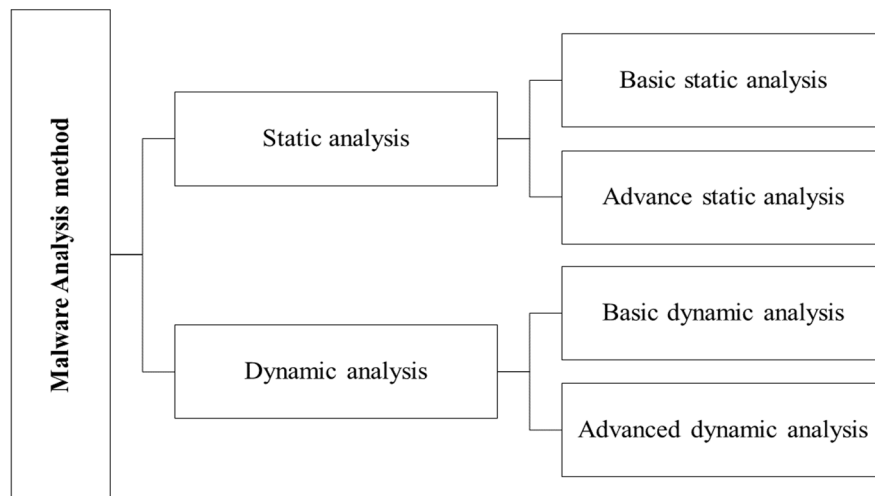 Malware Analysis method
Static analysis
Basic static analysis
Advance static analysis
Dynamic analysis
Basic dynamic analysis
Advanced dynamic analysis